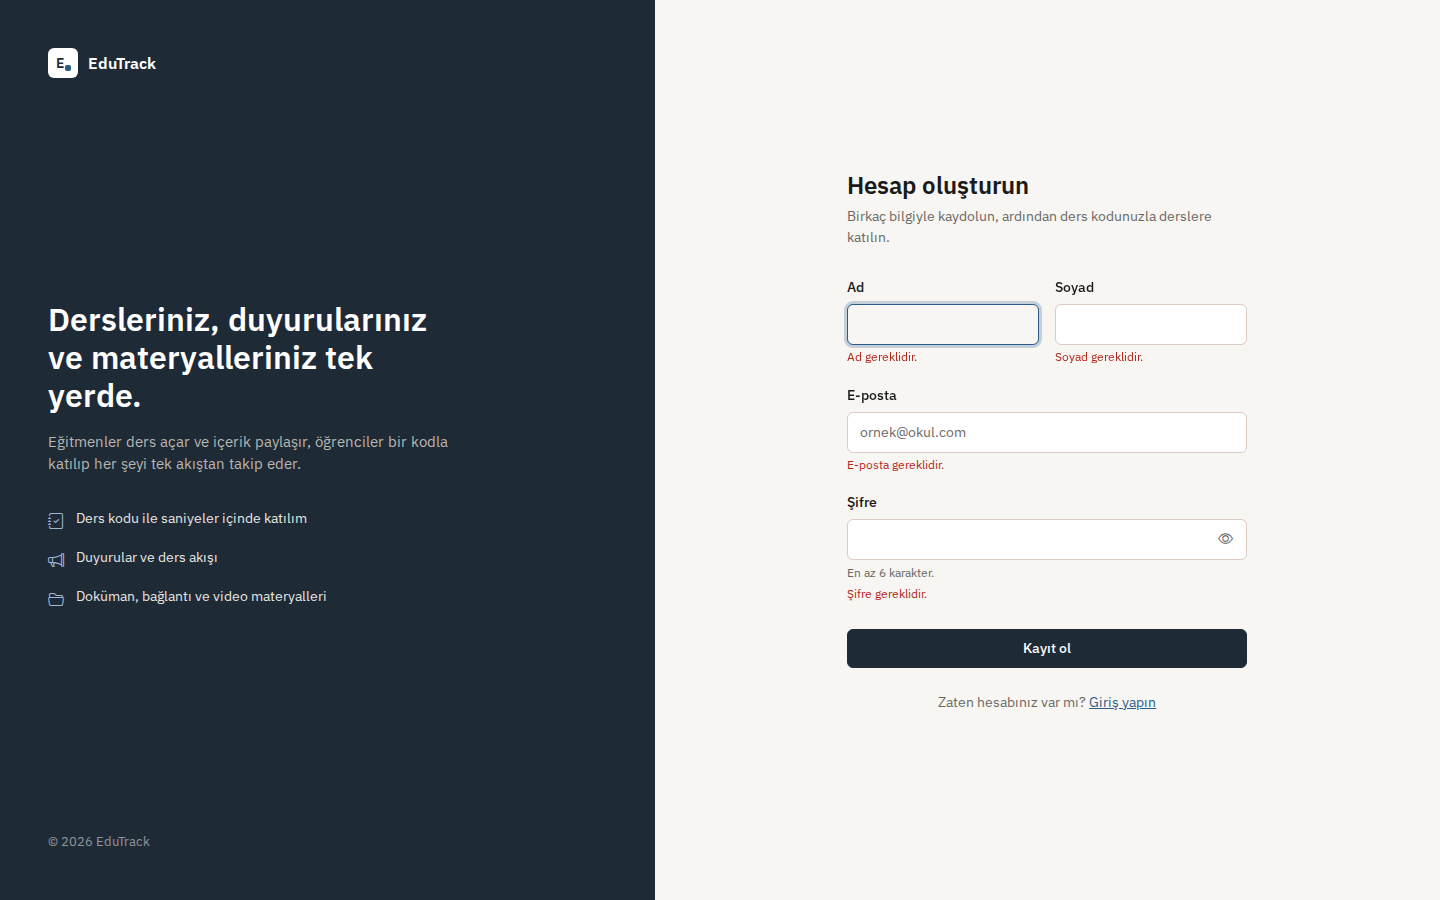 E.
EduTrack
Dersleriniz, duyurularınız
ve materyalleriniz tek
yerde.
Eğitmenler ders açar ve içerik paylaşır, öğrenciler bir kodla
katılıp her şeyi tek akıştan takip eder.
Ders kodu ile saniyeler içinde katılım
Duyurular ve ders akışı
Doküman, bağlantı ve video materyalleri
© 2026 EduTrack
Hesap oluşturun
Birkaç bilgiyle kaydolun, ardından ders kodunuzla derslere
katılın.
Ad Soyad
Ad gereklidir. Soyad gereklidir.
E-posta
ornek@okul.com
E-posta gereklidir.
Şifre
En az 6 karakter.
Şifre gereklidir.
Kayıt ol
Zaten hesabınız var mı? Giriş yapın